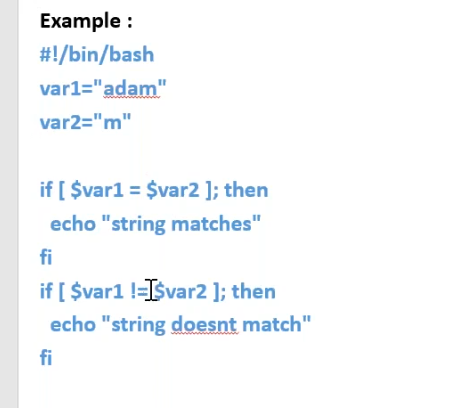 Example :
#!/bin/bash
var1="adam"
var2="m"
if [ $var1 = $var2 ]; then
echo "string matches"
fi
if [ $var1 != $var2 ]; then
echo "string doesnt match"
fi